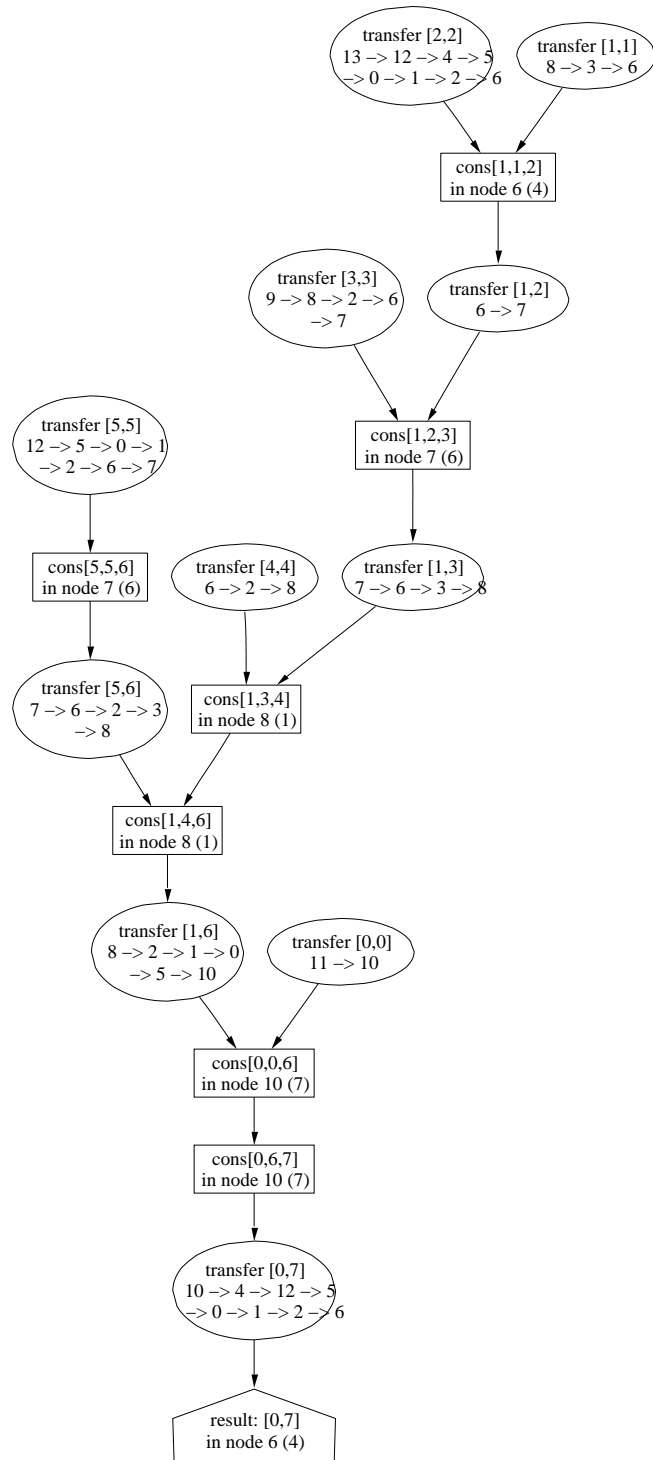 transfer [2,2]
13 −> 12 −> 4 −> 5
−> 0 −> 1 −> 2 −> 6
transfer [1,1]
8 −> 3 −> 6
cons[1,1,2]
in node 6 (4)
transfer [3,3]
9 −> 8 −> 2 −> 6
−> 7
transfer [1,2]
6 −> 7
transfer [5,5]
12 −> 5 −> 0 −> 1
−> 2 −> 6 −> 7
cons[1,2,3]
in node 7 (6)
cons[5,5,6]
in node 7 (6)
transfer [4,4]
6 −> 2 −> 8
transfer [1,3]
7 −> 6 −> 3 −> 8
transfer [5,6]
7 −> 6 −> 2 −> 3
−> 8
cons[1,3,4]
in node 8 (1)
cons[1,4,6]
in node 8 (1)
transfer [1,6]
8 −> 2 −> 1 −> 0
−> 5 −> 10
transfer [0,0]
11 −> 10
cons[0,0,6]
in node 10 (7)
cons[0,6,7]
in node 10 (7)
transfer [0,7]
10 −> 4 −> 12 −> 5
−> 0 −> 1 −> 2 −> 6
result: [0,7]
in node 6 (4)